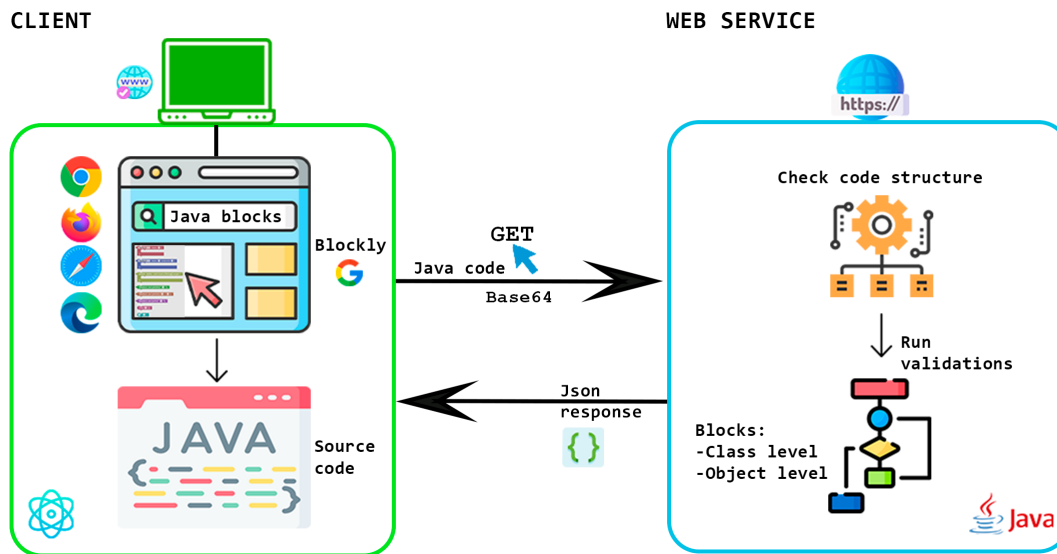 CLIENT
WEB SERVICE
www
https://
Java blocks
Blockly
JAVA
Source
code
GET
Java code
Base64
Json
response
{}
Check code structure
Run
validations
Blocks:
-Class level
-Object level
Java